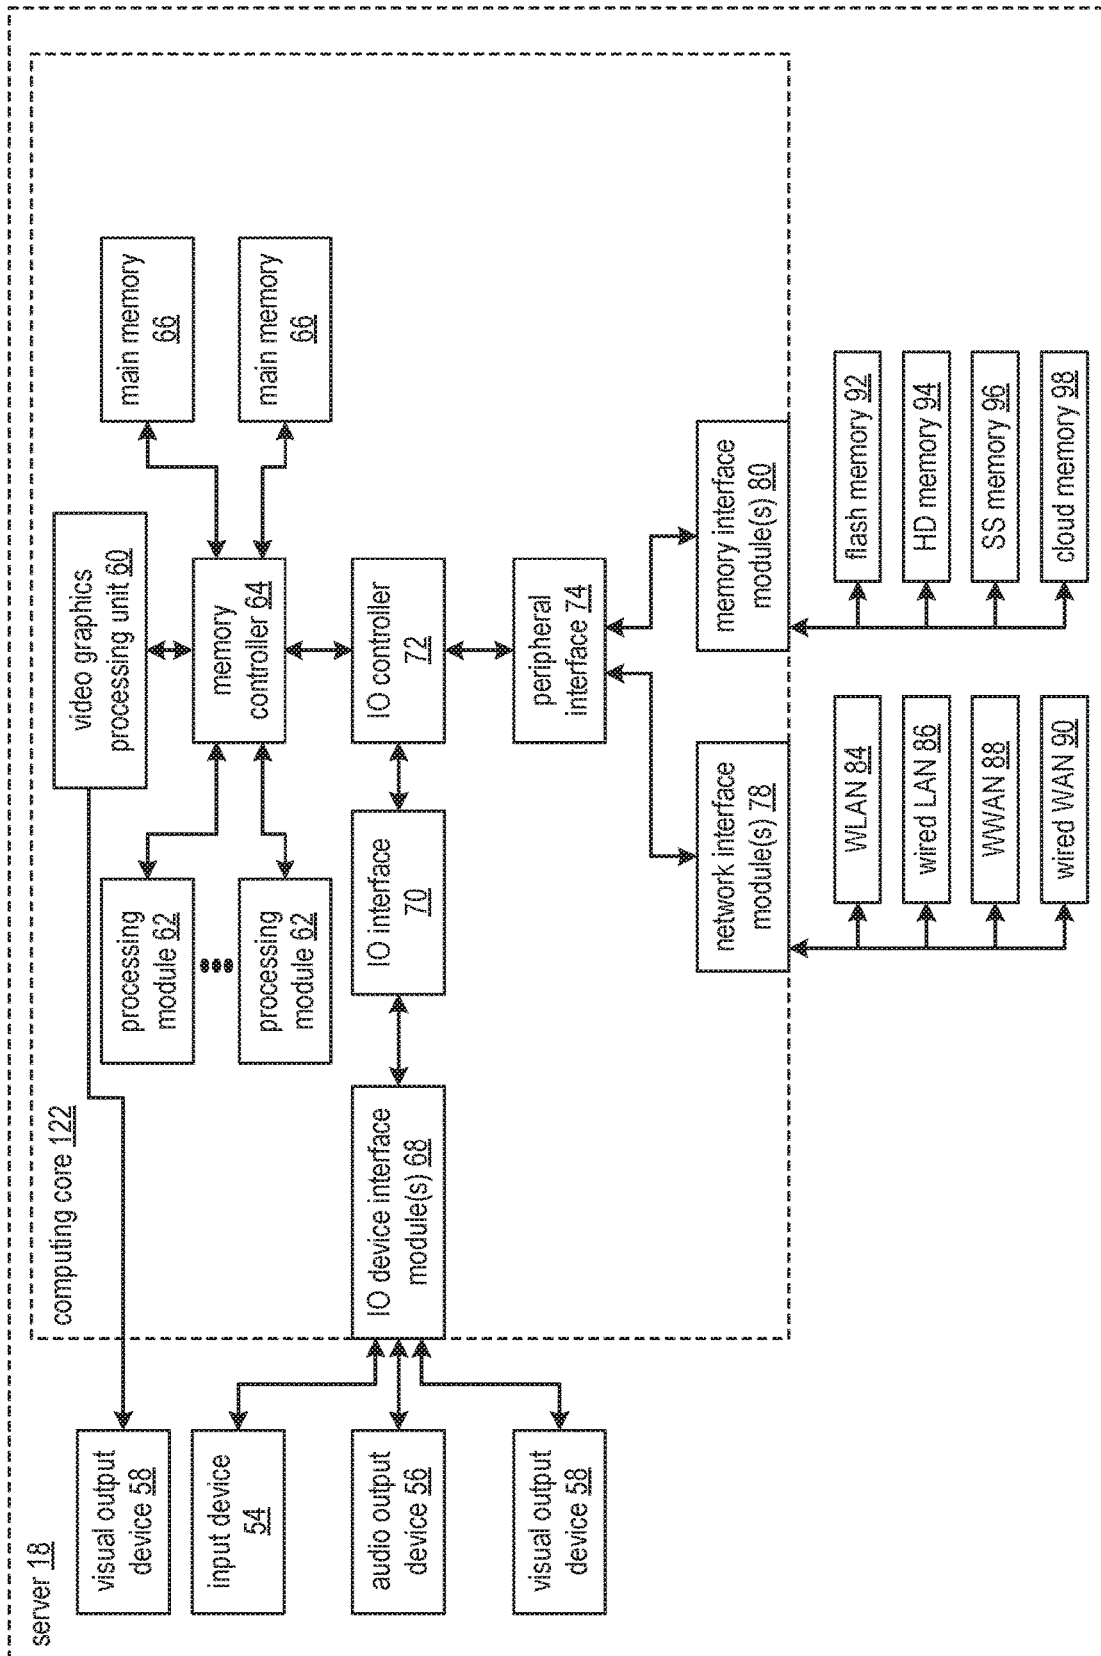 server 18
computing core 122
visual output
device 58
input device
54
audio output
device 56
visual output
device 58
video graphics
processing unit 60
processing
module 62
processing
module 62
memory
controller 64
main memory
66
main memory
66
IO device interface
module(s) 68
IO interface
70
IO controller
72
peripheral
interface 74
network interface
module(s) 78
memory interface
module(s) 80
WLAN 84
wired LAN 86
WWAN 88
wired WAN 90
flash memory 92
HD memory 94
SS memory 96
cloud memory 98